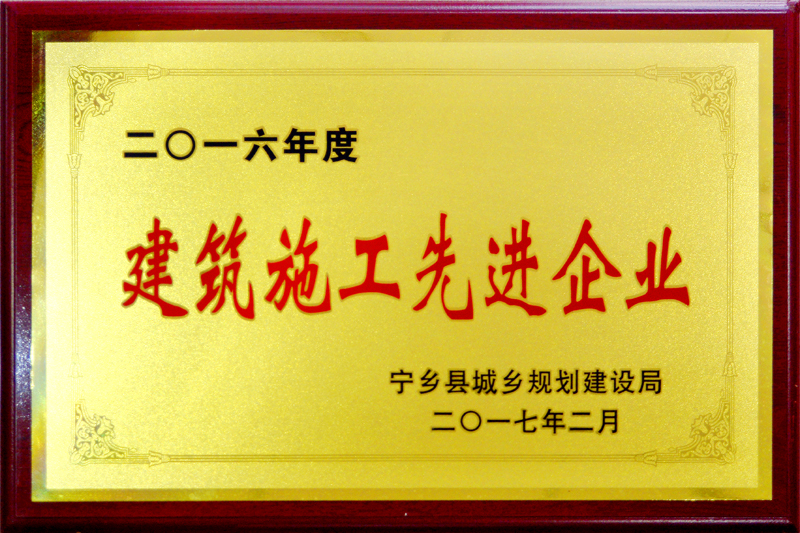 二〇一六年度
建筑施工先进企业
宁乡县城乡规划建设局
二〇一七年二月